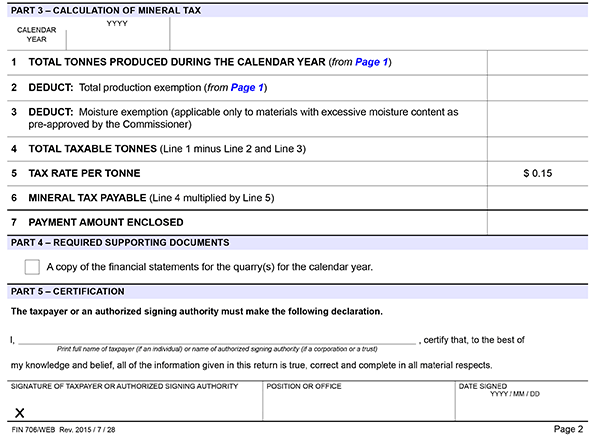 PART 3 – CALCULATION OF MINERAL TAX
CALENDAR YEAR
YYYY
1 TOTAL TONNES PRODUCED DURING THE CALENDAR YEAR (from Page 1)
2 DEDUCT: Total production exemption (from Page 1)
3 DEDUCT: Moisture exemption (applicable only to materials with excessive moisture content as
pre-approved by the Commissioner)
4 TOTAL TAXABLE TONNES (Line 1 minus Line 2 and Line 3)
5 TAX RATE PER TONNE $ 0.15
6 MINERAL TAX PAYABLE (Line 4 multiplied by Line 5)
7 PAYMENT AMOUNT ENCLOSED
PART 4 – REQUIRED SUPPORTING DOCUMENTS
A copy of the financial statements for the quarry(s) for the calendar year.
PART 5 – CERTIFICATION
The taxpayer or an authorized signing authority must make the following declaration.
I, , certify that, to the best of
Print full name of taxpayer (if an individual) or name of authorized signing authority (if a corporation or a trust)
my knowledge and belief, all of the information given in this return is true, correct and complete in all material respects.
SIGNATURE OF TAXPAYER OR AUTHORIZED SIGNING AUTHORITY POSITION OR OFFICE DATE SIGNED
YYYY / MM / DD
X
FIN 706/WEB Rev. 2015 / 7 / 28 Page 2